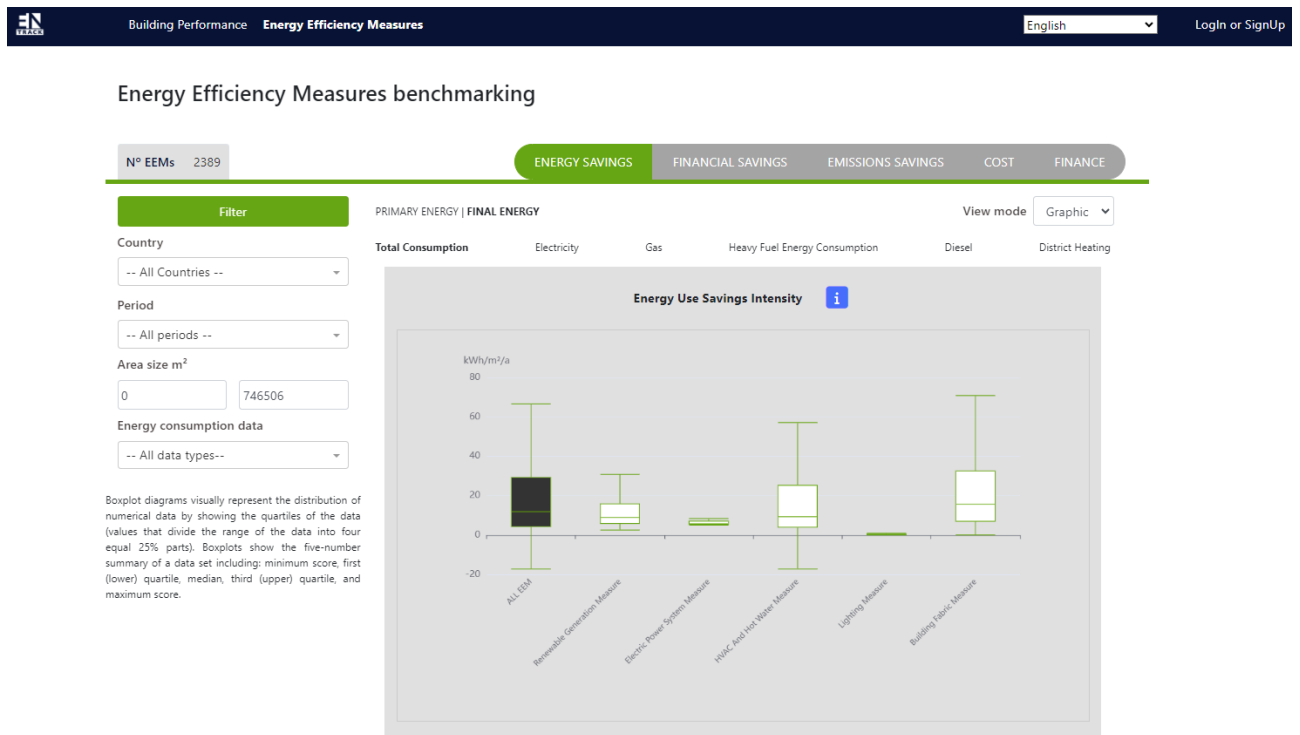 EN
TRACK
Building Performance Energy Efficiency Measures
English
LogIn or SignUp
Energy Efficiency Measures benchmarking
Nº EEMs 2389
ENERGY SAVINGS FINANCIAL SAVINGS EMISSIONS SAVINGS COST FINANCE
Filter
PRIMARY ENERGY | FINAL ENERGY
View mode Graphic
Country
-- All Countries --
Total Consumption Electricity Gas Heavy Fuel Energy Consumption Diesel District Heating
Period
-- All periods --
Area size m²
0 746506
Energy consumption data
-- All data types--
Boxplot diagrams visually represent the distribution of
numerical data by showing the quartiles of the data
(values that divide the range of the data into four
equal 25% parts). Boxplots show the five-number
summary of a data set including: minimum score, first
(lower) quartile, median, third (upper) quartile, and
maximum score.
Energy Use Savings Intensity i
kWh/m²/a
80
60
40
20
0
-20
ALL EEM
Renewable Generation Measure
Electric Power System Measure
HVAC And Hot Water Measure
Lighting Measure
Building Fabric Measure